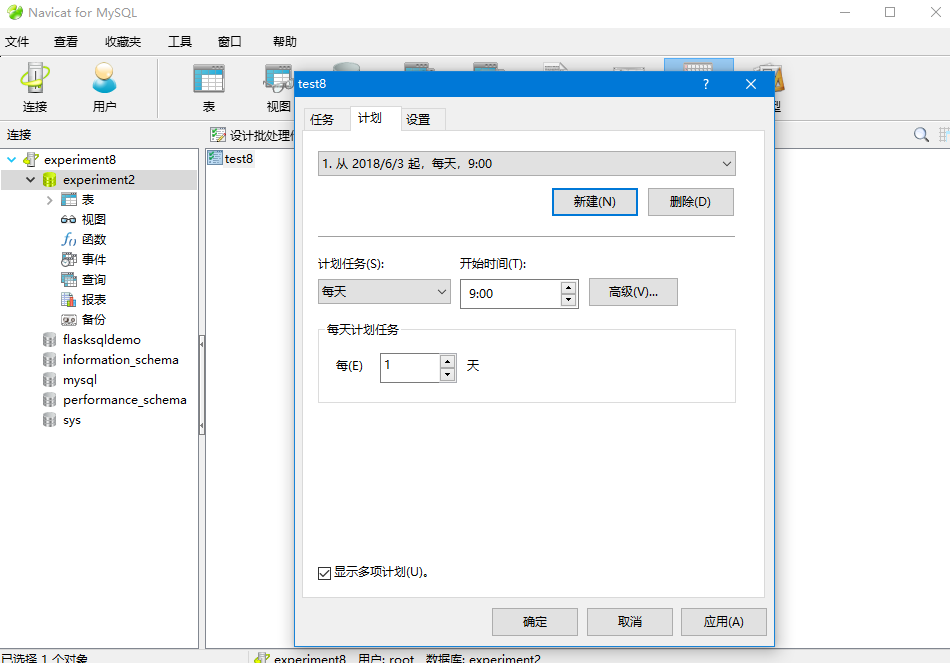 Navicat for MySQL
文件 查看 收藏夹 工具 窗口 帮助
连接 用户 表 视图 型
连接 设计批处理
test8
experiment8
experiment2
表
视图
函数
事件
查询
报表
备份
flasksqldemo
information_schema
mysql
performance_schema
sys
test8
任务 计划 设置
1. 从 2018/6/3 起，每天，9:00
新建(N) 删除(D)
计划任务(S): 开始时间(T):
每天 9:00 高级(V)...
每天计划任务
每(E) 1 天
显示多项计划(U)。
确定 取消 应用(A)
已选择 1 个对象 experiment8 用户: root 数据库: experiment2